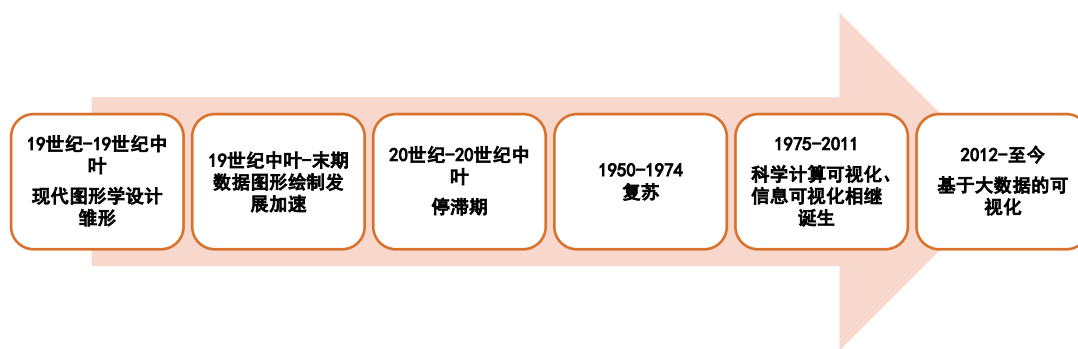 19世纪-19世纪中
叶
现代图形学设计
雏形
19世纪中叶-末期
数据图形绘制发
展加速
20世纪-20世纪中
叶
停滞期
1950-1974
复苏
1975-2011
科学计算可视化、
信息可视化相继
诞生
2012-至今
基于大数据的可
视化